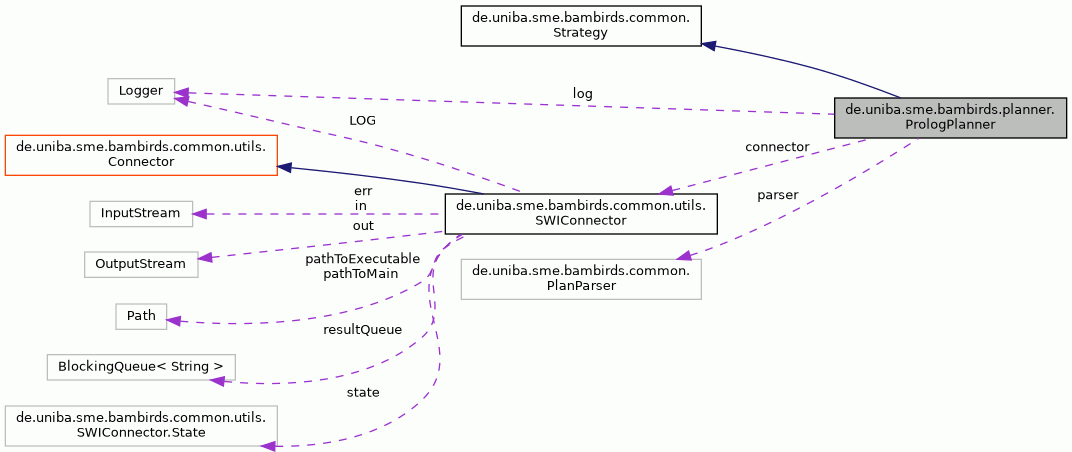 de.uniba.sme.bambirds.common.
Strategy
Logger
log
de.uniba.sme.bambirds.planner.
PrologPlanner
LOG
de.uniba.sme.bambirds.common.utils.
Connector
connector
err
in
parser
InputStream
de.uniba.sme.bambirds.common.utils.
SWIConnector
out
OutputStream
pathToExecutable
pathToMain
de.uniba.sme.bambirds.common.
PlanParser
Path
resultQueue
BlockingQueue< String >
state
de.uniba.sme.bambirds.common.utils.
SWIConnector.State